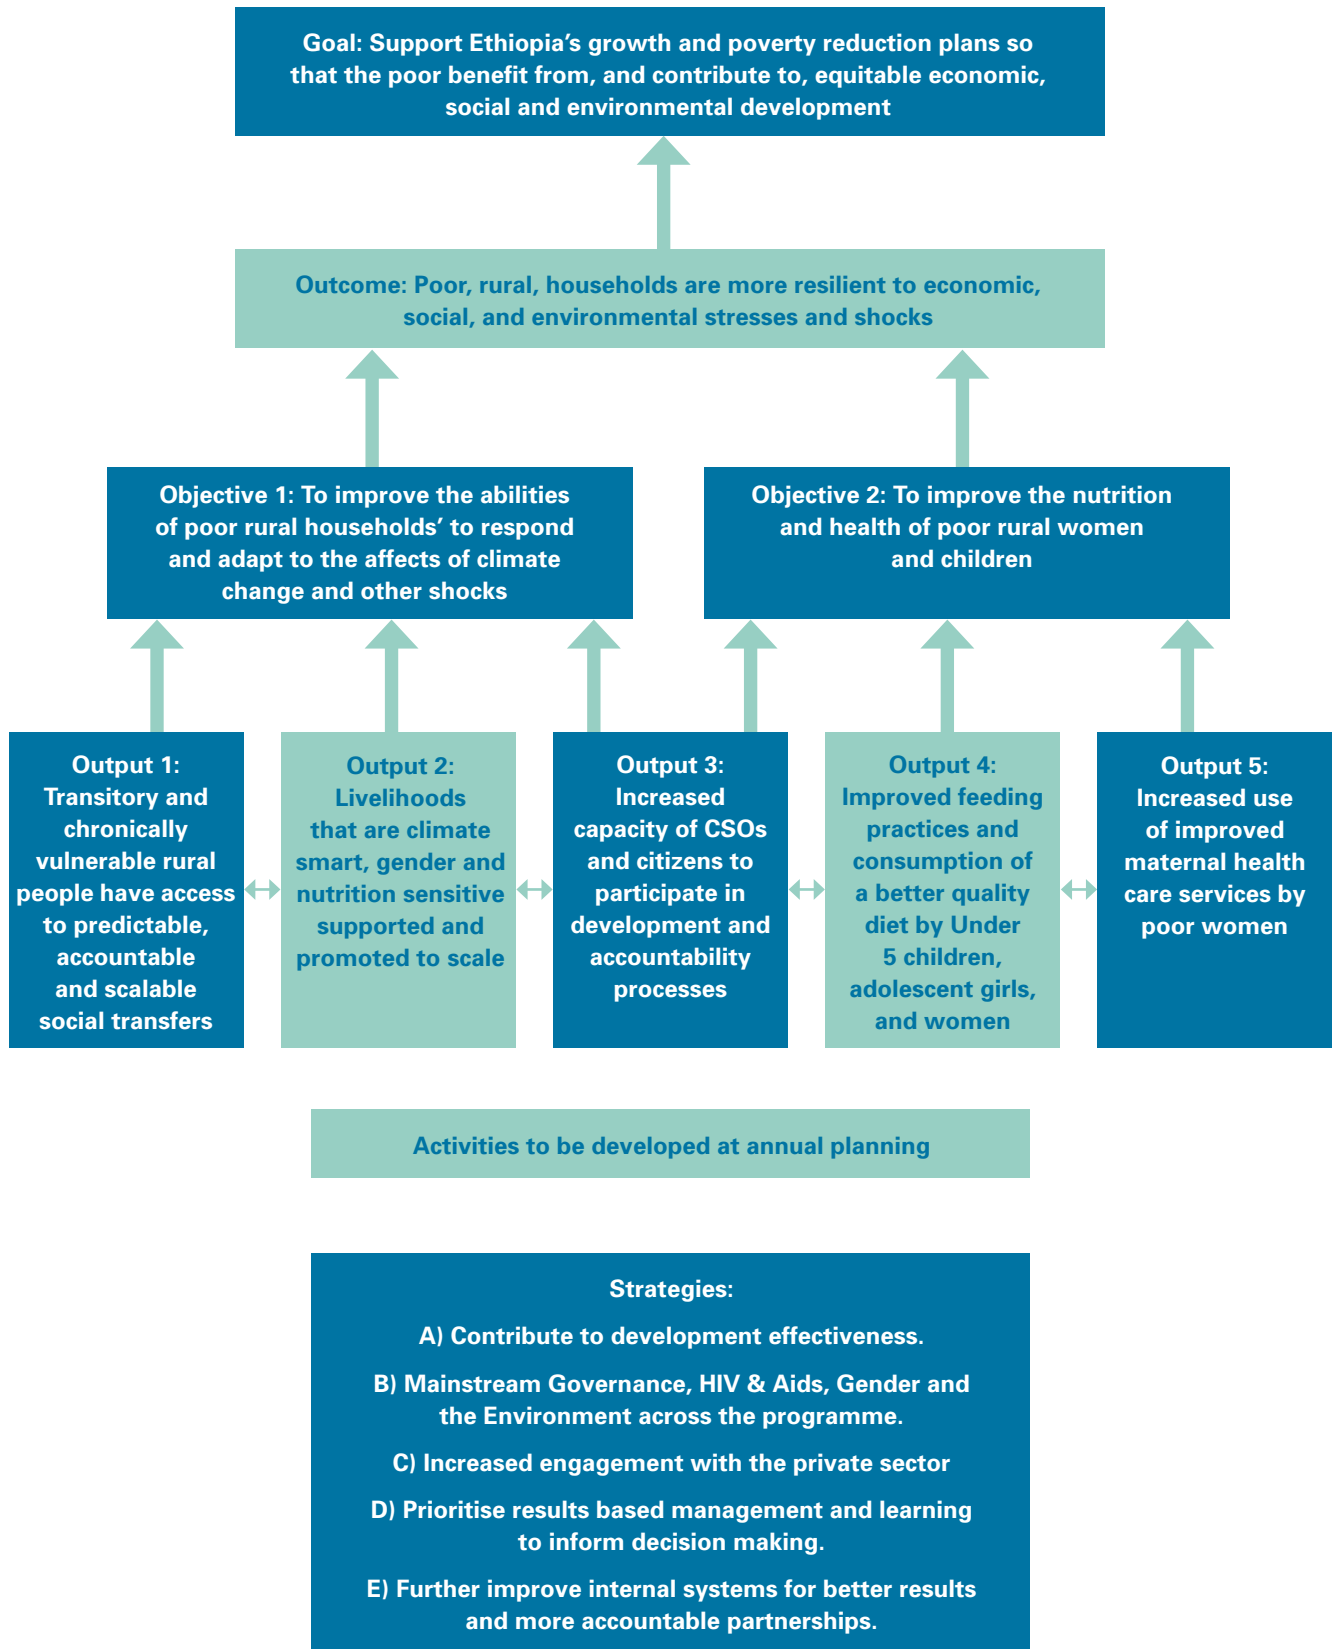 Goal: Support Ethiopia’s growth and poverty reduction plans so
that the poor benefit from, and contribute to, equitable economic,
social and environmental development
Outcome: Poor, rural, households are more resilient to economic,
social, and environmental stresses and shocks
Objective 1: To improve the abilities
of poor rural households’ to respond
and adapt to the affects of climate
change and other shocks
Objective 2: To improve the nutrition
and health of poor rural women
and children
Output 1:
Transitory and
chronically
vulnerable rural
people have access
to predictable,
accountable
and scalable
social transfers
Output 2:
Livelihoods
that are climate
smart, gender and
nutrition sensitive
supported and
promoted to scale
Output 3:
Increased
capacity of CSOs
and citizens to
participate in
development and
accountability
processes
Output 4:
Improved feeding
practices and
consumption of
a better quality
diet by Under
5 children,
adolescent girls,
and women
Output 5:
Increased use
of improved
maternal health
care services by
poor women
Activities to be developed at annual planning
Strategies:
A) Contribute to development effectiveness.
B) Mainstream Governance, HIV & Aids, Gender and
the Environment across the programme.
C) Increased engagement with the private sector
D) Prioritise results based management and learning
to inform decision making.
E) Further improve internal systems for better results
and more accountable partnerships.